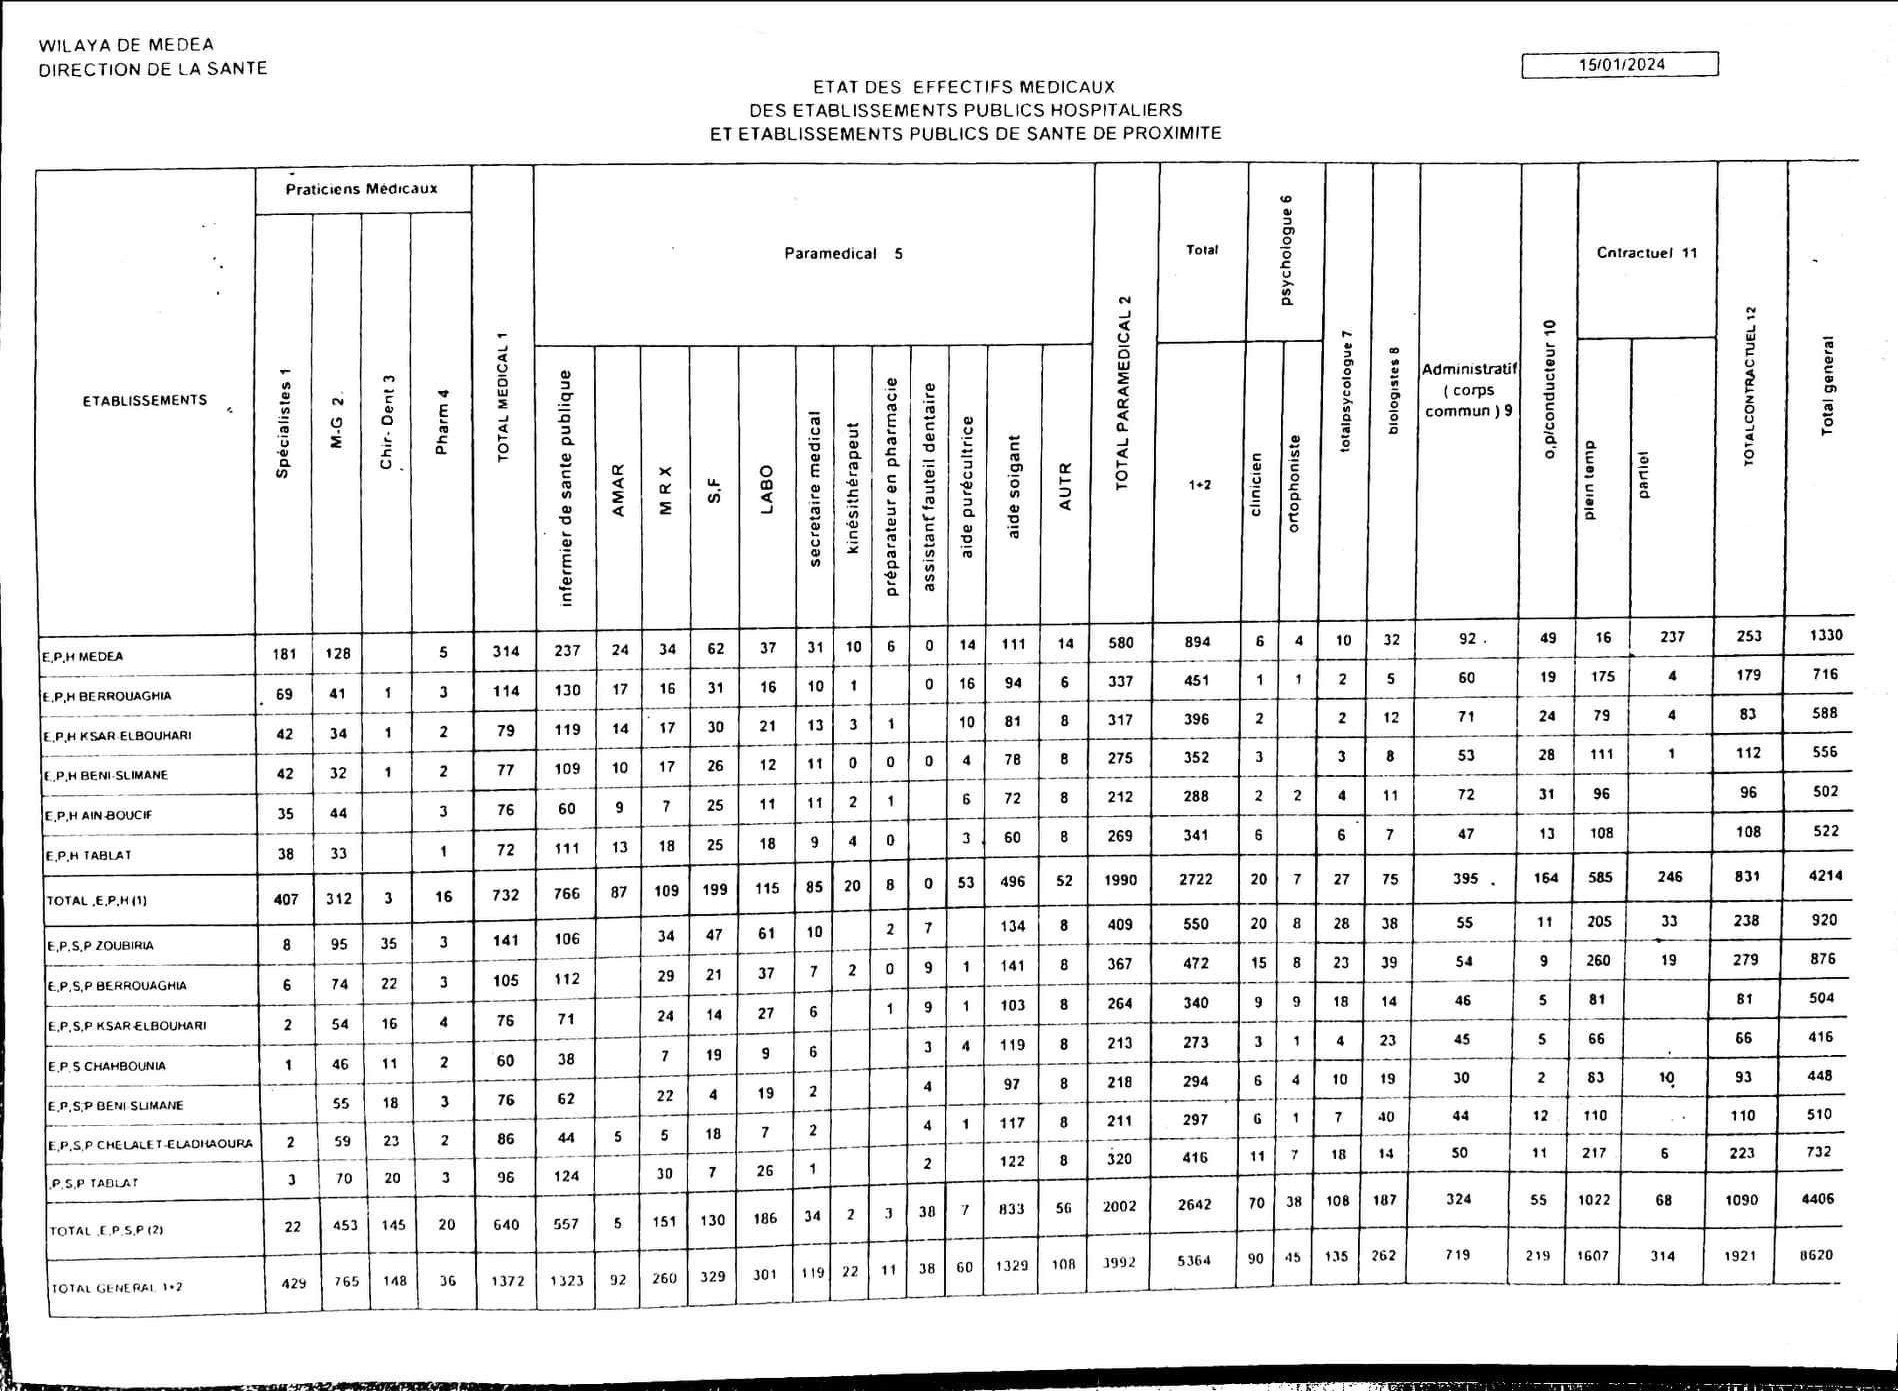 WILAYA DE MEDEA
DIRECTION DE LA SANTE
15/01/2024
ETAT DES EFFECTIFS MEDICAUX
DES ETABLISSEMENTS PUBLICS HOSPITALIERS
ET ETABLISSEMENTS PUBLICS DE SANTE DE PROXIMITE
ETABLISSEMENTS
Praticiens Médicaux
Spécialistes 1
M-G 2.
Chir- Dent 3
Pharm 4
TOTAL MEDICAL 1
Paramedical 5
infermier de sante publique
AMAR
M R X
S,F
LABO
secretaire medical
kinésithérapeut
préparateur en pharmacie
assistant fauteuil dentaire
aide purécultrice
aide soigant
AUTR
TOTAL PARAMEDICAL 2
Total
1+2
psychologue 6
clinicien
ortophoniste
totalpsycologue 7
biologistes 8
Administratif
( corps
commun ) 9
o,p/conducteur 10
Cntractuel 11
plein temp
partiel
TOTALCONTRACTUEL 12
Total general
E,P,H MEDEA 181 128 5 314 237 24 34 62 37 31 10 6 0 14 111 14 580 894 6 4 10 32 92 . 49 16 237 253 1330
E,P,H BERROUAGHIA 69 41 1 3 114 130 17 16 31 16 10 1 0 16 94 6 337 451 1 1 2 5 60 19 175 4 179 716
E,P,H KSAR ELBOUHARI 42 34 1 2 79 119 14 17 30 21 13 3 1 10 81 8 317 396 2 2 12 71 24 79 4 83 588
E,P,H BENI-SLIMANE 42 32 1 2 77 109 10 17 26 12 11 0 0 0 4 78 8 275 352 3 3 8 53 28 111 1 112 556
E,P,H AIN-BOUCIF 35 44 3 76 60 9 7 25 11 11 2 1 6 72 8 212 288 2 2 4 11 72 31 96 96 502
E,P,H TABLAT 38 33 1 72 111 13 18 25 18 9 4 0 3 60 8 269 341 6 6 7 47 13 108 108 522
TOTAL ,E,P,H (1) 407 312 3 16 732 766 87 109 199 115 85 20 8 0 53 496 52 1990 2722 20 7 27 75 395 . 164 585 246 831 4214
E,P,S,P ZOUBIRIA 8 95 35 3 141 106 34 47 61 10 2 7 134 8 409 550 20 8 28 38 55 11 205 33 238 920
E,P,S,P BERROUAGHIA 6 74 22 3 105 112 29 21 37 7 2 0 9 1 141 8 367 472 15 8 23 39 54 9 260 19 279 876
E,P,S,P KSAR-ELBOUHARI 2 54 16 4 76 71 24 14 27 6 1 9 1 103 8 264 340 9 9 18 14 46 5 81 81 504
E,P,S CHAHBOUNIA 1 46 11 2 60 38 7 19 9 6 3 4 119 8 213 273 3 1 4 23 45 5 66 66 416
E,P,S,P BENI SLIMANE 55 18 3 76 62 22 4 19 2 4 97 8 218 294 6 4 10 19 30 2 83 10 93 448
E,P,S,P CHELALET-ELADHAOURA 2 59 23 2 86 44 5 5 18 7 2 4 1 117 8 211 297 6 1 7 40 44 12 110 110 510
,P,S,P TABLAT 3 70 20 3 96 124 30 7 26 1 2 122 8 320 416 11 7 18 14 50 11 217 6 223 732
TOTAL ,E,P,S,P (2) 22 453 145 20 640 557 5 151 130 186 34 2 3 38 7 833 56 2002 2642 70 38 108 187 324 55 1022 68 1090 4406
TOTAL GENERAL 1+2 429 765 148 36 1372 1323 92 260 329 301 119 22 11 38 60 1329 108 3992 5364 90 45 135 262 719 219 1607 314 1921 8620